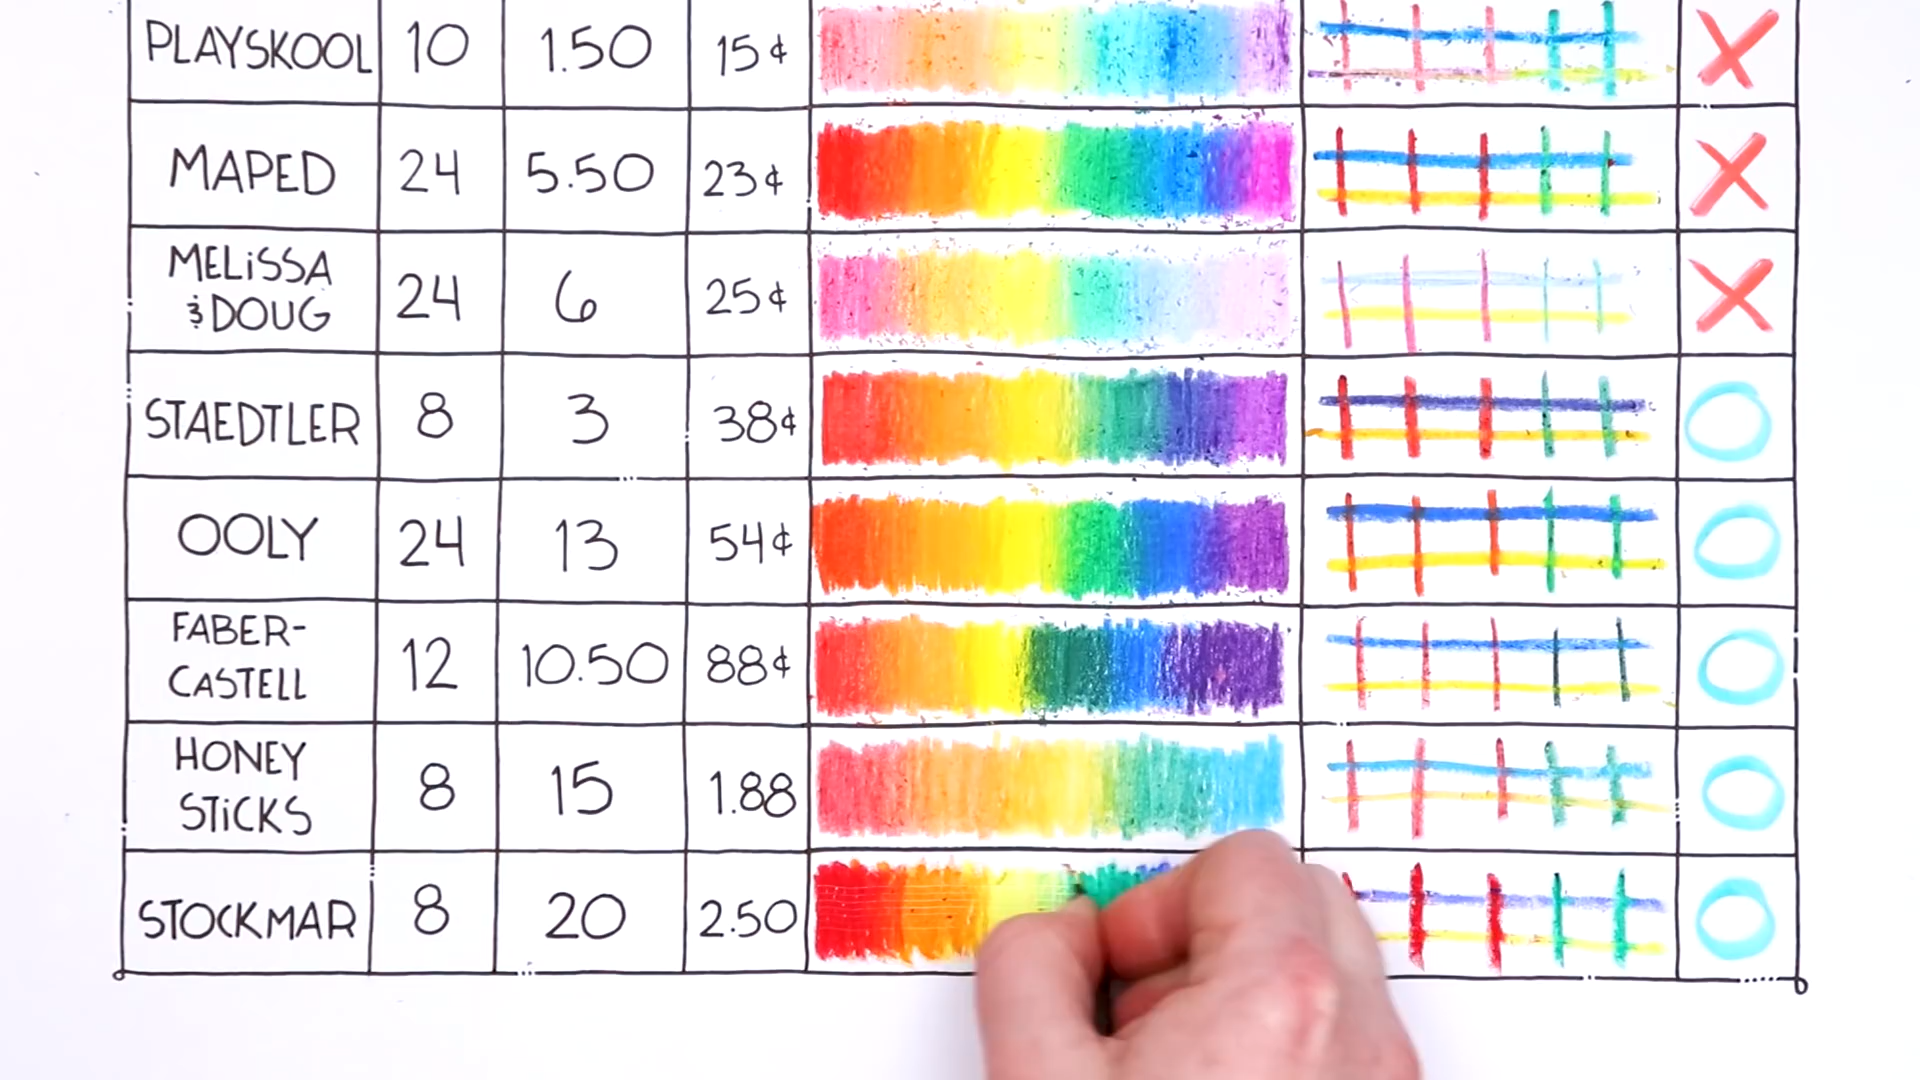 PLAYSKOOL 10 1.50 15¢
MAPED 24 5.50 23¢
MELiSSA
& DOUG 24 6 25¢
STAEDTLER 8 3 38¢
OOLY 24 13 54¢
FABER-
CASTELL 12 10.50 88¢
HONEY
STiCKS 8 15 1.88
STOCKMAR 8 20 2.50